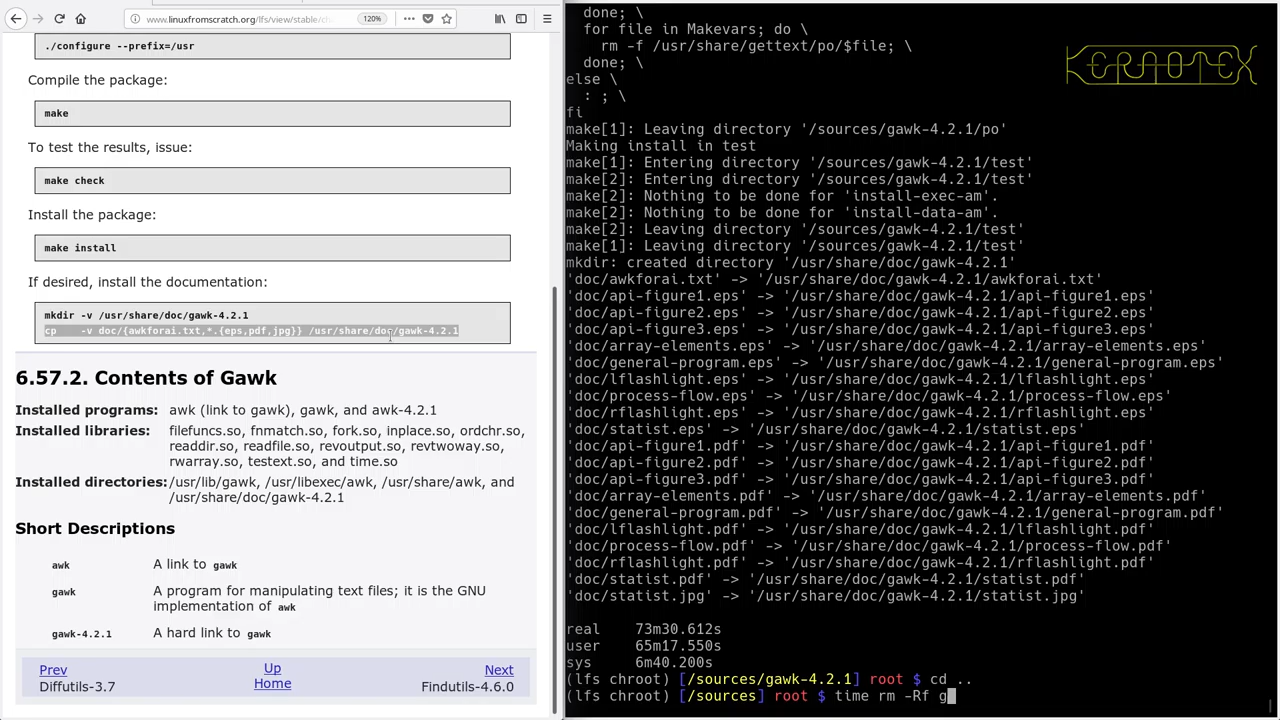 www.linuxfromscratch.org/lfs/view/stable/ch
120%
./configure --prefix=/usr
Compile the package:
make
To test the results, issue:
make check
Install the package:
make install
If desired, install the documentation:
mkdir -v /usr/share/doc/gawk-4.2.1
cp    -v doc/{awkforai.txt,*.{eps,pdf,jpg}} /usr/share/doc/gawk-4.2.1
6.57.2. Contents of Gawk
Installed programs: awk (link to gawk), gawk, and awk-4.2.1
Installed libraries: filefuncs.so, fnmatch.so, fork.so, inplace.so, ordchr.so,
readdir.so, readfile.so, revoutput.so, revtwoway.so,
rwarray.so, testext.so, and time.so
Installed directories: /usr/lib/gawk, /usr/libexec/awk, /usr/share/awk, and
/usr/share/doc/gawk-4.2.1
Short Descriptions
awk A link to gawk
gawk A program for manipulating text files; it is the GNU
implementation of awk
gawk-4.2.1 A hard link to gawk
Prev Up Next
Diffutils-3.7 Home Findutils-4.6.0
done; \
for file in Makevars; do \
rm -f /usr/share/gettext/po/$file; \
done; \
else \
: ; \
fi
make[1]: Leaving directory '/sources/gawk-4.2.1/po'
Making install in test
make[1]: Entering directory '/sources/gawk-4.2.1/test'
make[2]: Entering directory '/sources/gawk-4.2.1/test'
make[2]: Nothing to be done for 'install-exec-am'.
make[2]: Nothing to be done for 'install-data-am'.
make[2]: Leaving directory '/sources/gawk-4.2.1/test'
make[1]: Leaving directory '/sources/gawk-4.2.1/test'
mkdir: created directory '/usr/share/doc/gawk-4.2.1'
'doc/awkforai.txt' -> '/usr/share/doc/gawk-4.2.1/awkforai.txt'
'doc/api-figure1.eps' -> '/usr/share/doc/gawk-4.2.1/api-figure1.eps'
'doc/api-figure2.eps' -> '/usr/share/doc/gawk-4.2.1/api-figure2.eps'
'doc/api-figure3.eps' -> '/usr/share/doc/gawk-4.2.1/api-figure3.eps'
'doc/array-elements.eps' -> '/usr/share/doc/gawk-4.2.1/array-elements.eps'
'doc/general-program.eps' -> '/usr/share/doc/gawk-4.2.1/general-program.eps'
'doc/lflashlight.eps' -> '/usr/share/doc/gawk-4.2.1/lflashlight.eps'
'doc/process-flow.eps' -> '/usr/share/doc/gawk-4.2.1/process-flow.eps'
'doc/rflashlight.eps' -> '/usr/share/doc/gawk-4.2.1/rflashlight.eps'
'doc/statist.eps' -> '/usr/share/doc/gawk-4.2.1/statist.eps'
'doc/api-figure1.pdf' -> '/usr/share/doc/gawk-4.2.1/api-figure1.pdf'
'doc/api-figure2.pdf' -> '/usr/share/doc/gawk-4.2.1/api-figure2.pdf'
'doc/api-figure3.pdf' -> '/usr/share/doc/gawk-4.2.1/api-figure3.pdf'
'doc/array-elements.pdf' -> '/usr/share/doc/gawk-4.2.1/array-elements.pdf'
'doc/general-program.pdf' -> '/usr/share/doc/gawk-4.2.1/general-program.pdf'
'doc/lflashlight.pdf' -> '/usr/share/doc/gawk-4.2.1/lflashlight.pdf'
'doc/process-flow.pdf' -> '/usr/share/doc/gawk-4.2.1/process-flow.pdf'
'doc/rflashlight.pdf' -> '/usr/share/doc/gawk-4.2.1/rflashlight.pdf'
'doc/statist.pdf' -> '/usr/share/doc/gawk-4.2.1/statist.pdf'
'doc/statist.jpg' -> '/usr/share/doc/gawk-4.2.1/statist.jpg'
real    73m30.612s
user    65m17.550s
sys     6m40.200s
(lfs chroot) [/sources/gawk-4.2.1] root $ cd ..
(lfs chroot) [/sources] root $ time rm -Rf g